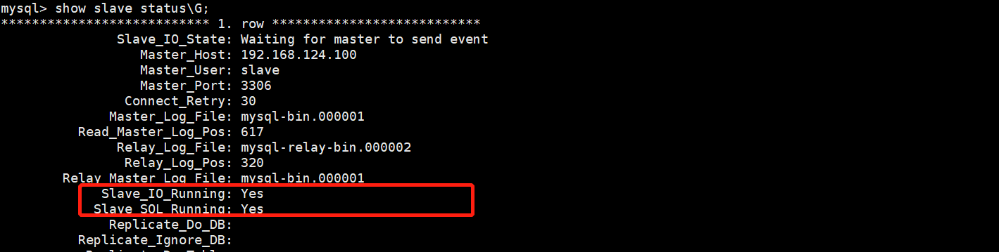 mysql> show slave status\G;
*************************** 1. row ***************************
Slave_IO_State: Waiting for master to send event
Master_Host: 192.168.124.100
Master_User: slave
Master_Port: 3306
Connect_Retry: 30
Master_Log_File: mysql-bin.000001
Read_Master_Log_Pos: 617
Relay_Log_File: mysql-relay-bin.000002
Relay_Log_Pos: 320
Relay_Master_Log_File: mysql-bin.000001
Slave_IO_Running: Yes
Slave_SQL_Running: Yes
Replicate_Do_DB:
Replicate_Ignore_DB: